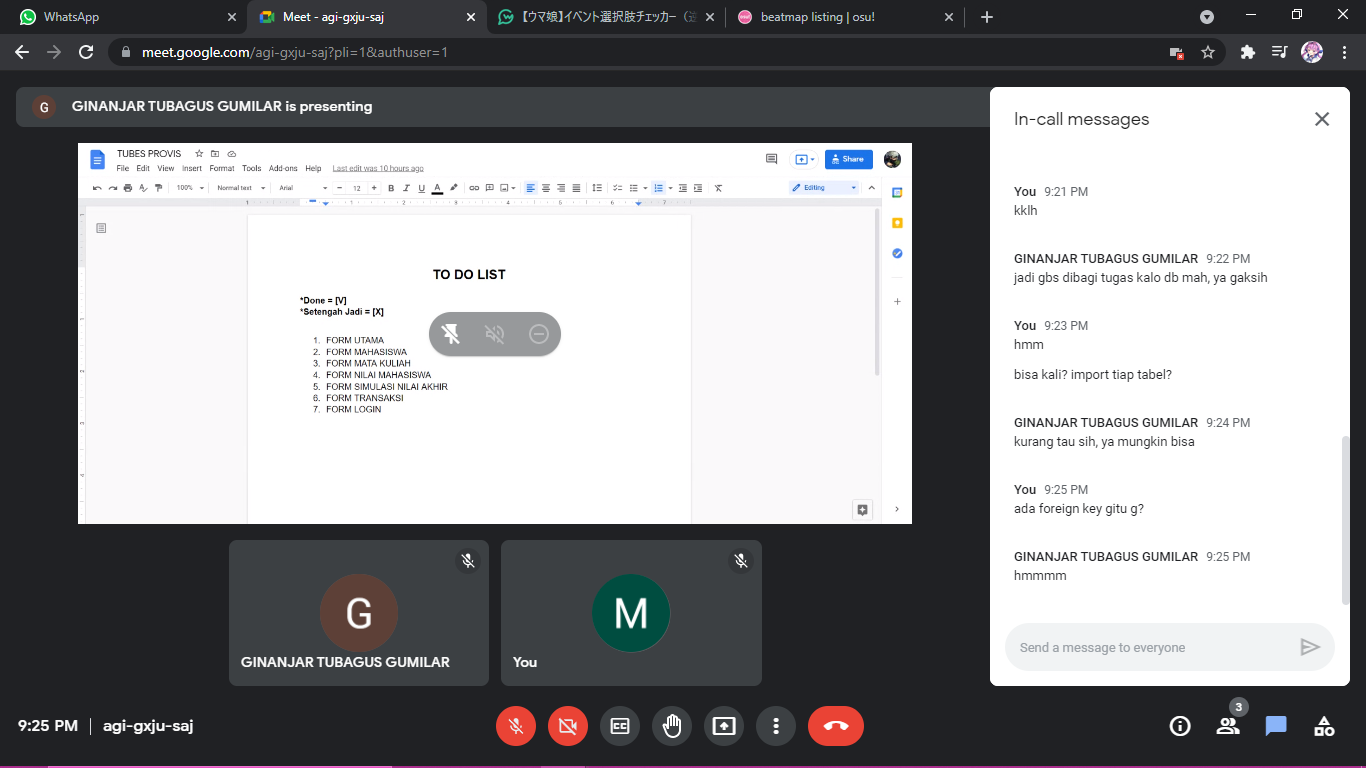 WhatsApp
Meet - agi-gxju-saj
【ウマ娘】イベント選択肢チェッカー（
beatmap listing | osu!
meet.google.com/agi-gxju-saj?pli=1&authuser=1
G
GINANJAR TUBAGUS GUMILAR is presenting
TUBES PROVIS
File Edit View Insert Format Tools Add-ons Help Last edit was 10 hours ago
Share
100% Normal text Arial 12 B I U A Editing
1 1 2 3 4 5 6 7
TO DO LIST
*Done = [V]
*Setengah Jadi = [X]
1. FORM UTAMA
2. FORM MAHASISWA
3. FORM MATA KULIAH
4. FORM NILAI MAHASISWA
5. FORM SIMULASI NILAI AKHIR
6. FORM TRANSAKSI
7. FORM LOGIN
G
GINANJAR TUBAGUS GUMILAR
M
You
In-call messages
You 9:21 PM
kklh
GINANJAR TUBAGUS GUMILAR 9:22 PM
jadi gbs dibagi tugas kalo db mah, ya gaksih
You 9:23 PM
hmm
bisa kali? import tiap tabel?
GINANJAR TUBAGUS GUMILAR 9:24 PM
kurang tau sih, ya mungkin bisa
You 9:25 PM
ada foreign key gitu g?
GINANJAR TUBAGUS GUMILAR 9:25 PM
hmmmm
Send a message to everyone
9:25 PM | agi-gxju-saj
3